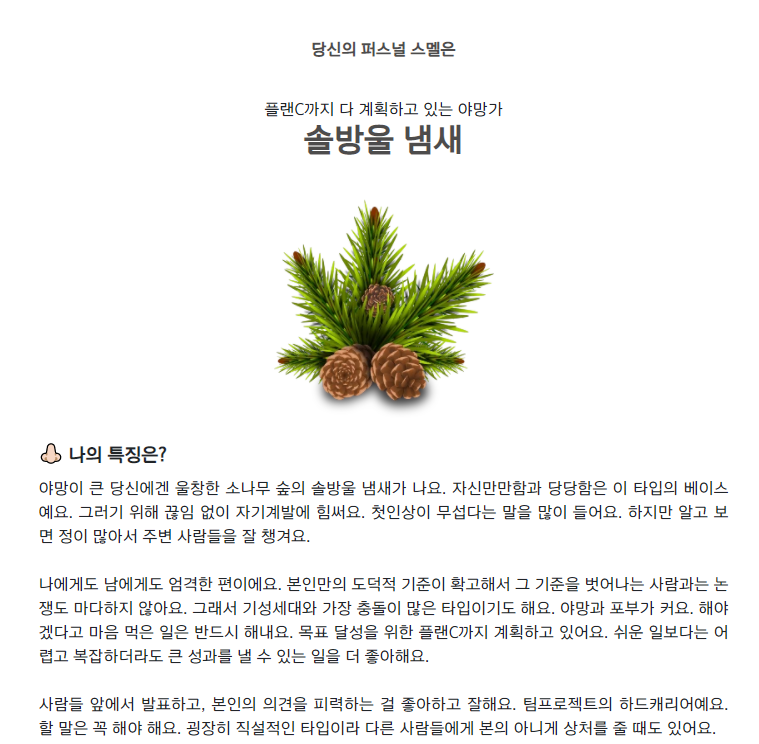 당신의 퍼스널 스멜은
플랜C까지 다 계획하고 있는 야망가
솔방울 냄새
나의 특징은?
야망이 큰 당신에겐 울창한 소나무 숲의 솔방울 냄새가 나요. 자신만만함과 당당함은 이 타입의 베이스
예요. 그러기 위해 끊임 없이 자기계발에 힘써요. 첫인상이 무섭다는 말을 많이 들어요. 하지만 알고 보
면 정이 많아서 주변 사람들을 잘 챙겨요.
나에게도 남에게도 엄격한 편이에요. 본인만의 도덕적 기준이 확고해서 그 기준을 벗어나는 사람과는 논
쟁도 마다하지 않아요. 그래서 기성세대와 가장 충돌이 많은 타입이기도 해요. 야망과 포부가 커요. 해야
겠다고 마음 먹은 일은 반드시 해내요. 목표 달성을 위한 플랜C까지 계획하고 있어요. 쉬운 일보다는 어
렵고 복잡하더라도 큰 성과를 낼 수 있는 일을 더 좋아해요.
사람들 앞에서 발표하고, 본인의 의견을 피력하는 걸 좋아하고 잘해요. 팀프로젝트의 하드캐리어예요.
할 말은 꼭 해야 해요. 굉장히 직설적인 타입이라 다른 사람들에게 본의 아니게 상처를 줄 때도 있어요.